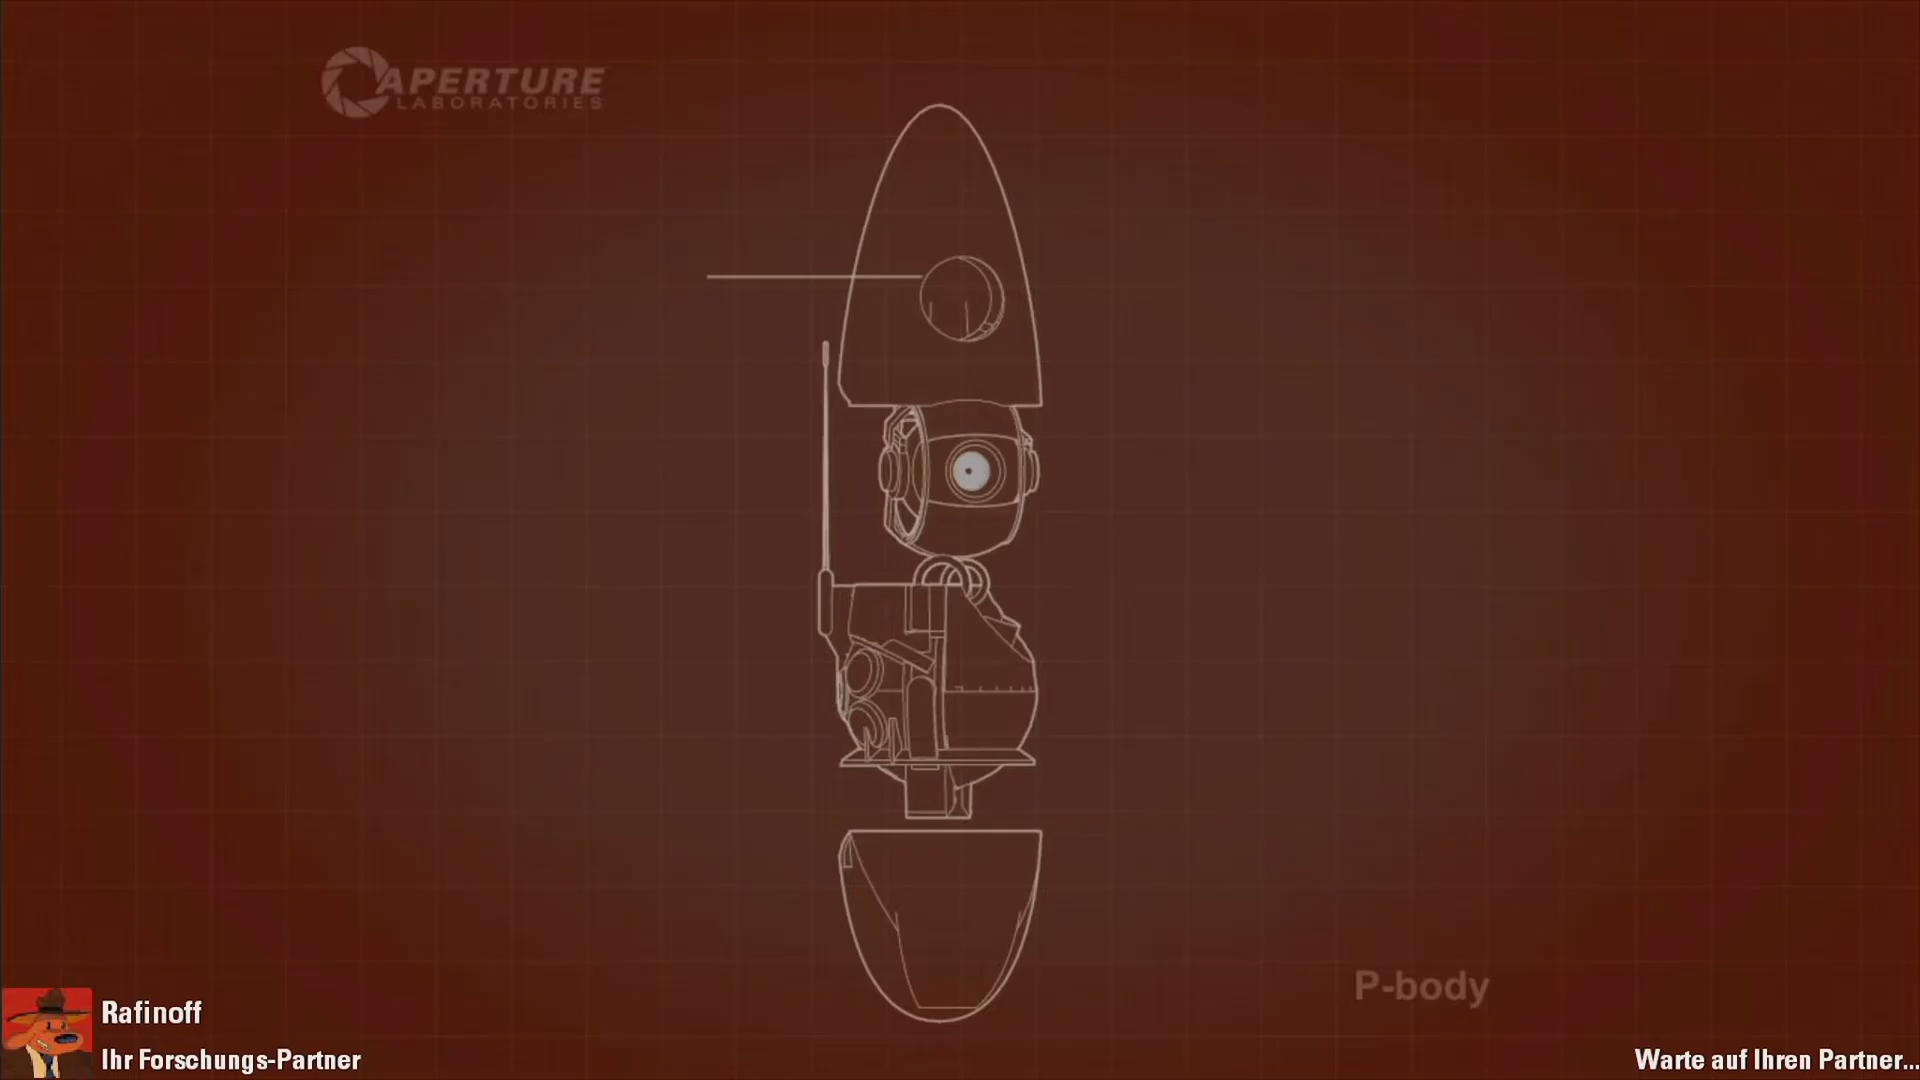 APERTURE
LABORATORIES
P-body
Rafinoff
Ihr Forschungs-Partner
Warte auf Ihren Partner...